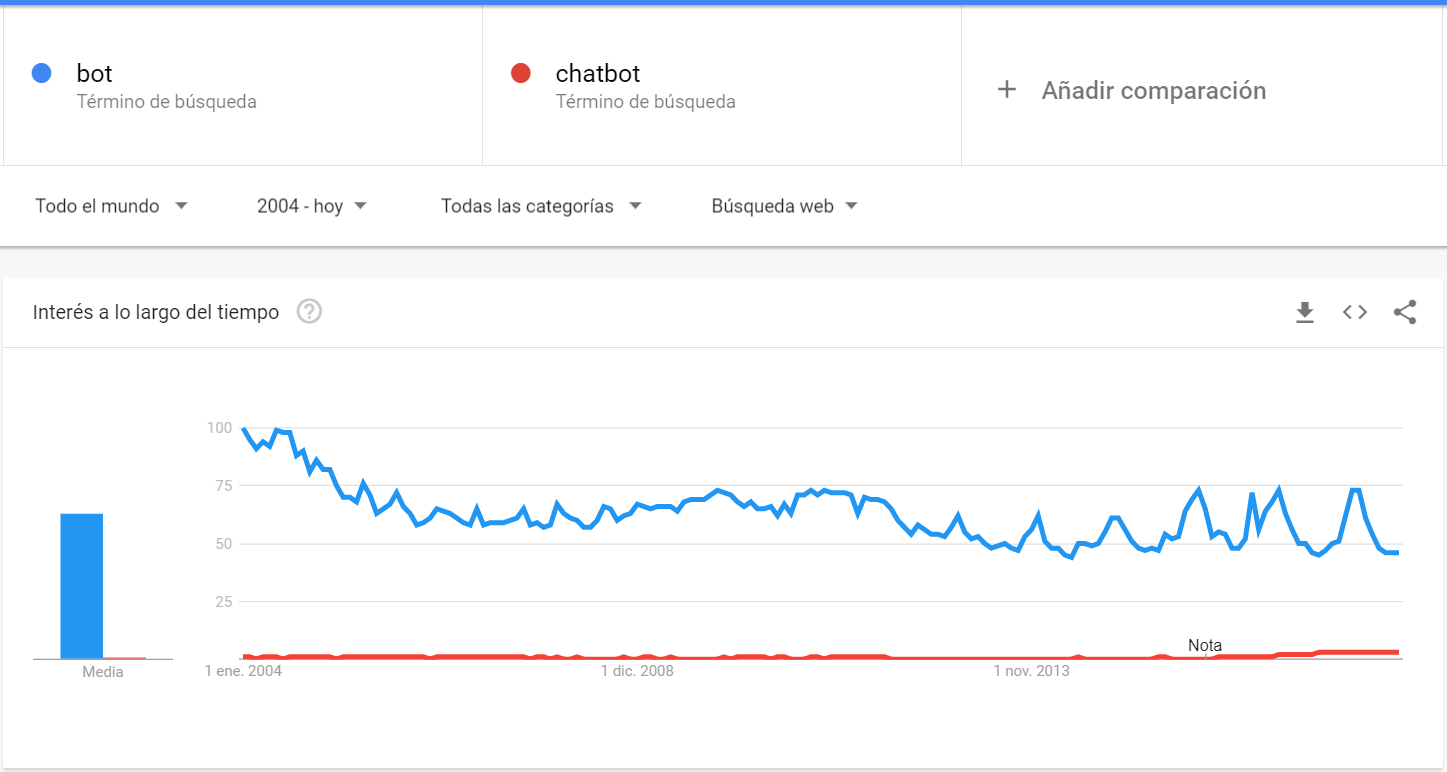 bot
Término de búsqueda
chatbot
Término de búsqueda
+ Añadir comparación
Todo el mundo
2004 - hoy
Todas las categorías
Búsqueda web
Interés a lo largo del tiempo ?
100
75
50
25
Nota
Media
1 ene. 2004
1 dic. 2008
1 nov. 2013